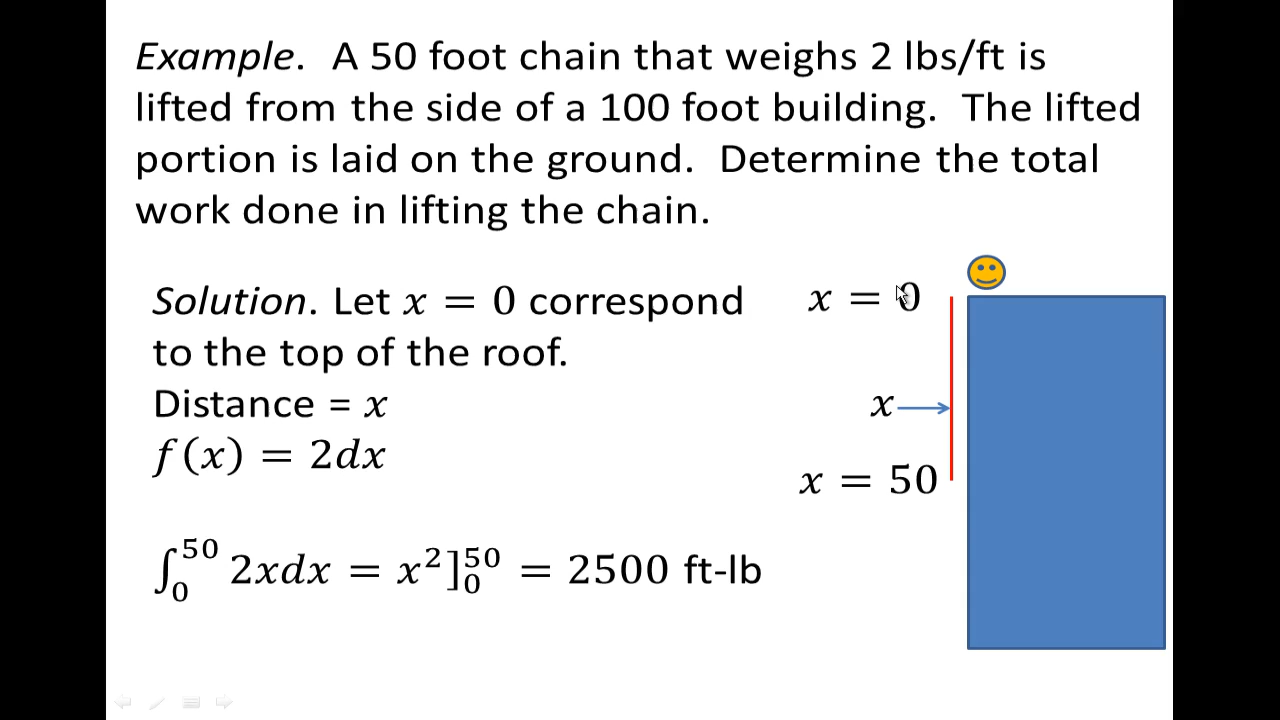 Example. A 50 foot chain that weighs 2 lbs/ft is
lifted from the side of a 100 foot building. The lifted
portion is laid on the ground. Determine the total
work done in lifting the chain.
Solution. Let 𝑥 = 0 correspond
to the top of the roof.
Distance = 𝑥
𝑓(𝑥) = 2𝑑𝑥
∫₀⁵⁰ 2𝑥𝑑𝑥 = 𝑥²]₀⁵⁰ = 2500 ft-lb
𝑥 = 0
𝑥
𝑥 = 50